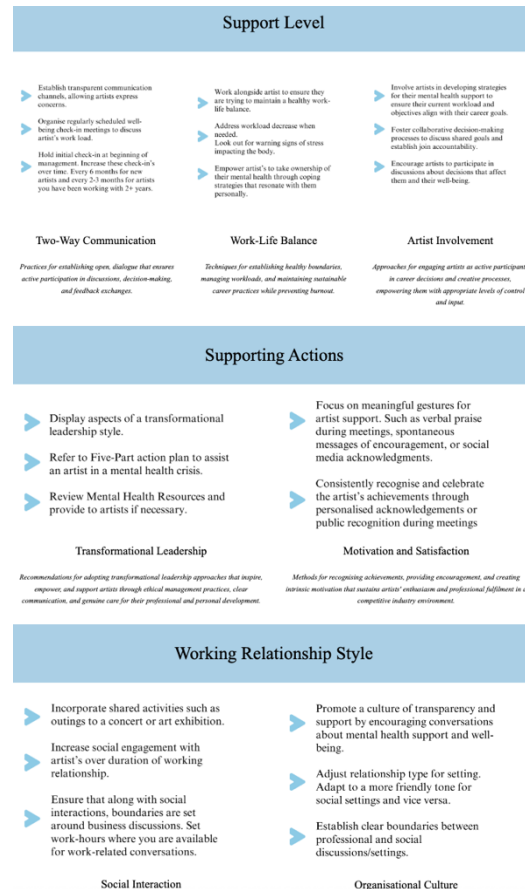 Support Level
Establish transparent communication
channels, allowing artists express
concerns.
Organise regularly scheduled well-
being check-in meetings to discuss
artist's work load.
Hold initial check-in at beginning of
management. Increase these check-in's
over time. Every 6 months for new
artists and every 2-3 months for artists
you have been working with 2+ years.
Two-Way Communication
Practices for establishing open, dialogue that ensures
active participation in discussions, decision-making,
and feedback exchanges.
Work alongside artist to ensure they
are trying to maintain a healthy work-
life balance.
Address workload decrease when
needed.
Look out for warning signs of stress
impacting the body.
Empower artist's to take ownership of
their mental health through coping
strategies that resonate with them
personally.
Work-Life Balance
Techniques for establishing healthy boundaries,
managing workloads, and maintaining sustainable
career practices while preventing burnout.
Involve artists in developing strategies
for their mental health support to
ensure their current workload and
objectives align with their career goals.
Foster collaborative decision-making
processes to discuss shared goals and
establish join accountability.
Encourage artists to participate in
discussions about decisions that affect
them and their well-being.
Artist Involvement
Approaches for engaging artists as active participant
in career decisions and creative processes,
empowering them with appropriate levels of control
and input.
Supporting Actions
Display aspects of a transformational
leadership style.
Refer to Five-Part action plan to assist
an artist in a mental health crisis.
Review Mental Health Resources and
provide to artists if necessary.
Transformational Leadership
Recommendations for adopting transformational leadership approaches that inspire,
empower, and support artists through ethical management practices, clear
communication, and genuine care for their professional and personal development.
Focus on meaningful gestures for
artist support. Such as verbal praise
during meetings, spontaneous
messages of encouragement, or social
media acknowledgments.
Consistently recognise and celebrate
the artist's achievements through
personalised acknowledgements or
public recognition during meetings
Motivation and Satisfaction
Methods for recognising achievements, providing encouragement, and creating
intrinsic motivation that sustains artists' enthusiasm and professional fulfilment in a
competitive industry environment.
Working Relationship Style
Incorporate shared activities such as
outings to a concert or art exhibition.
Increase social engagement with
artist's over duration of working
relationship.
Ensure that along with social
interactions, boundaries are set
around business discussions. Set
work-hours where you are available
for work-related conversations.
Social Interaction
Promote a culture of transparency and
support by encouraging conversations
about mental health support and well-
being.
Adjust relationship type for setting.
Adapt to a more friendly tone for
social settings and vice versa.
Establish clear boundaries between
professional and social
discussions/settings.
Organisational Culture